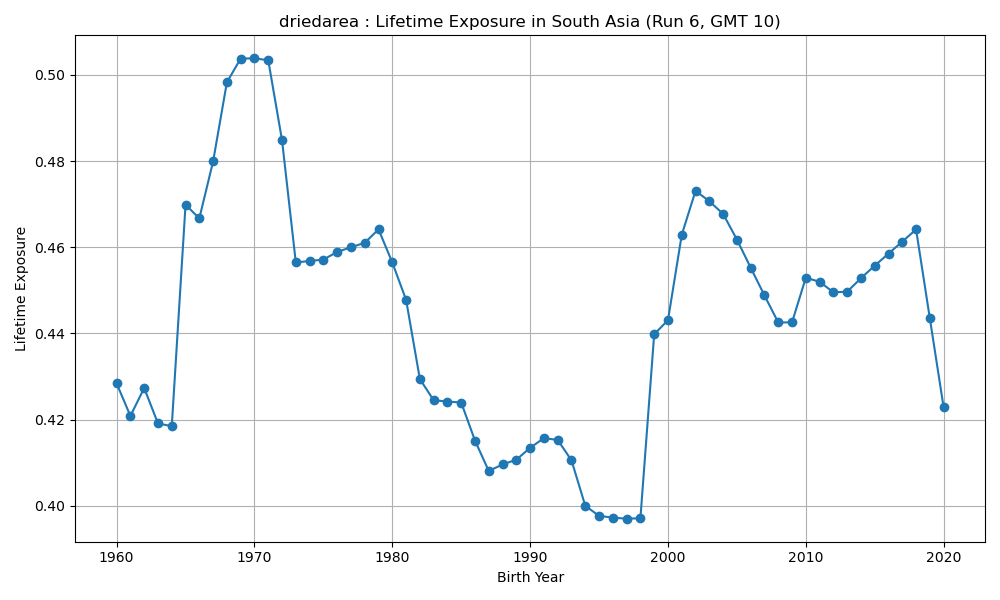 driedarea : Lifetime Exposure in South Asia (Run 6, GMT 10)
Lifetime Exposure
0.50
0.48
0.46
0.44
0.42
0.40
1960 1970 1980 1990 2000 2010 2020
Birth Year